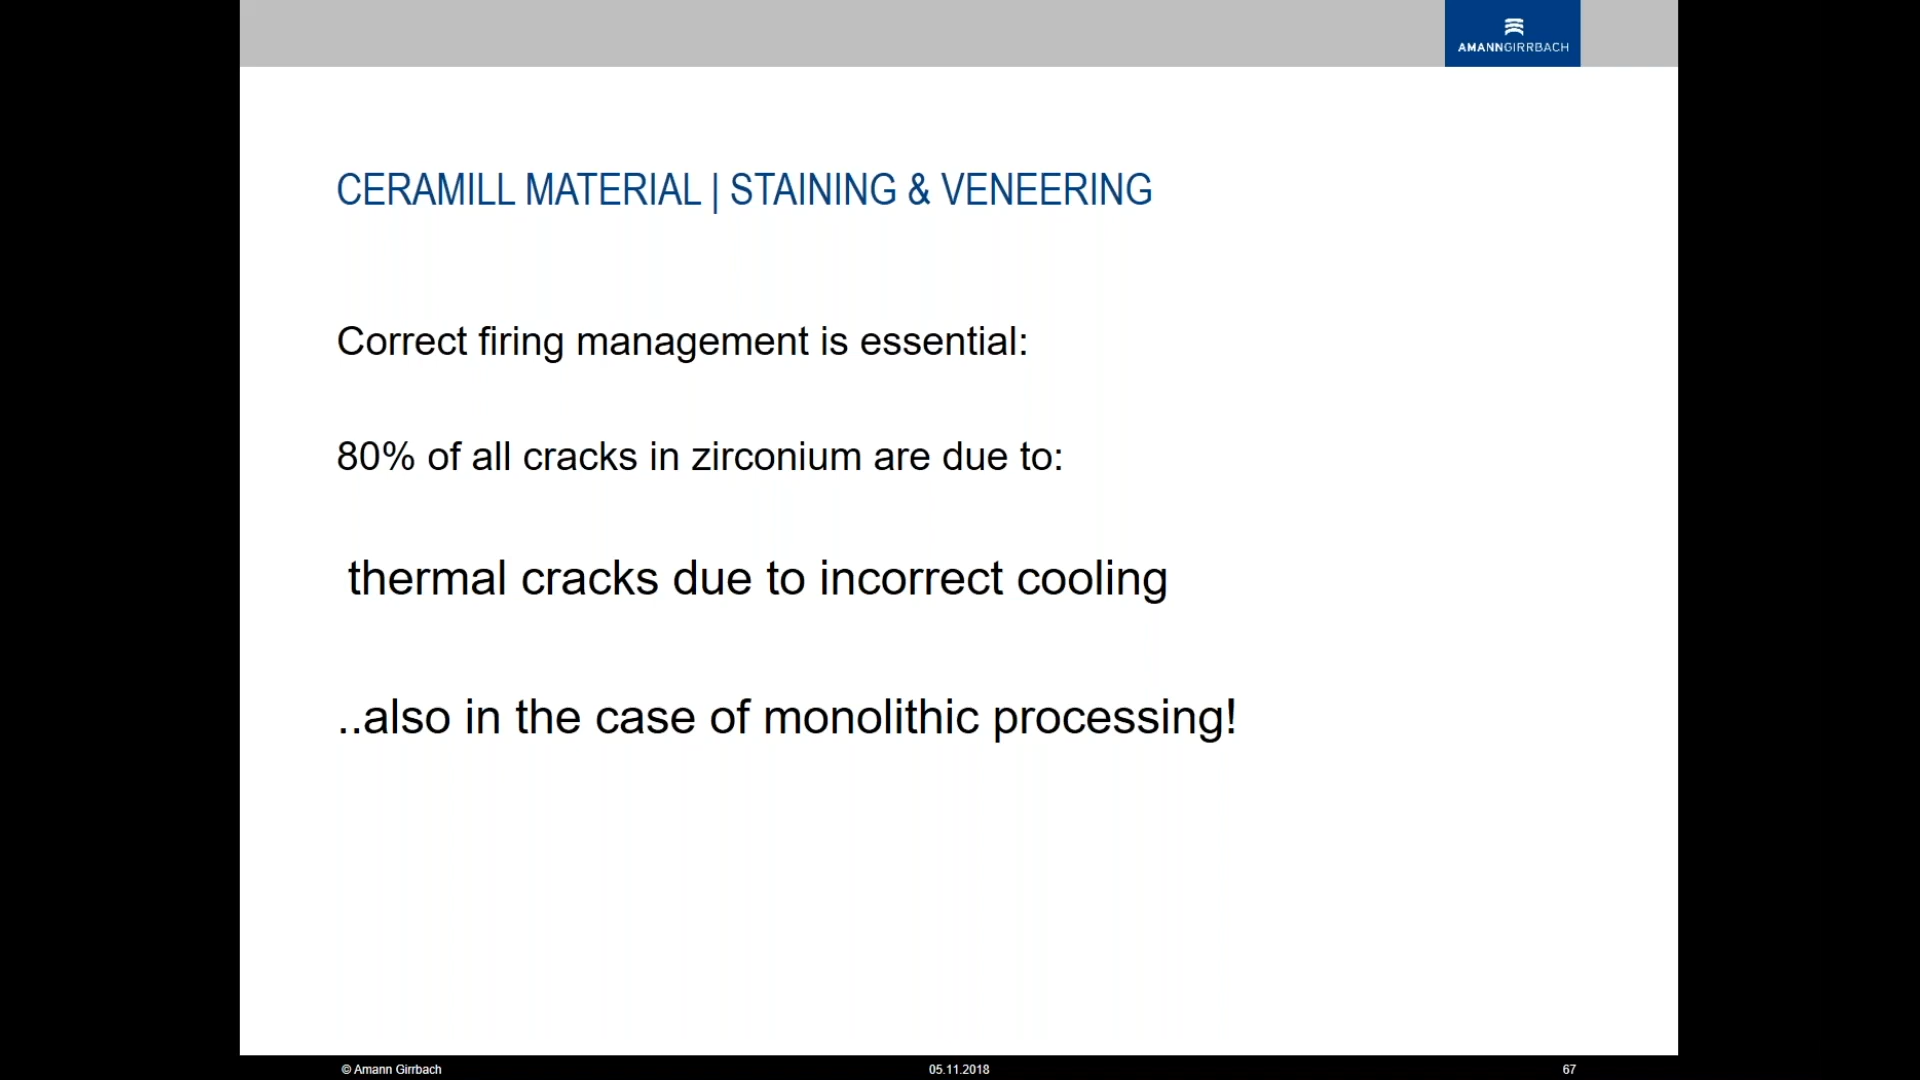 AMANNGIRRBACH
CERAMILL MATERIAL | STAINING & VENEERING
Correct firing management is essential:
80% of all cracks in zirconium are due to:
thermal cracks due to incorrect cooling
..also in the case of monolithic processing!
© Amann Girrbach 05.11.2018 67